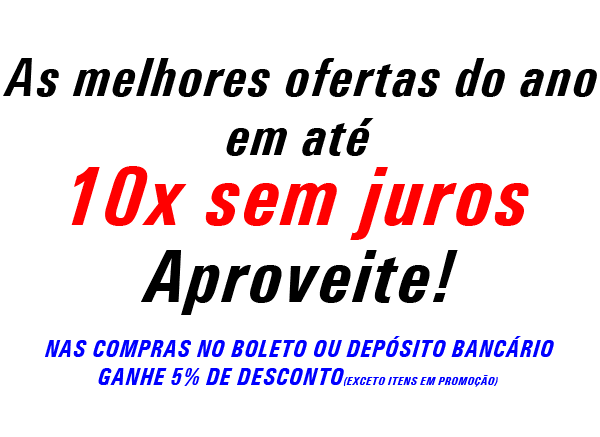 As melhores ofertas do ano
em até
10x sem juros
Aproveite!
NAS COMPRAS NO BOLETO OU DEPÓSITO BANCÁRIO
GANHE 5% DE DESCONTO(EXCETO ITENS EM PROMOÇÃO)